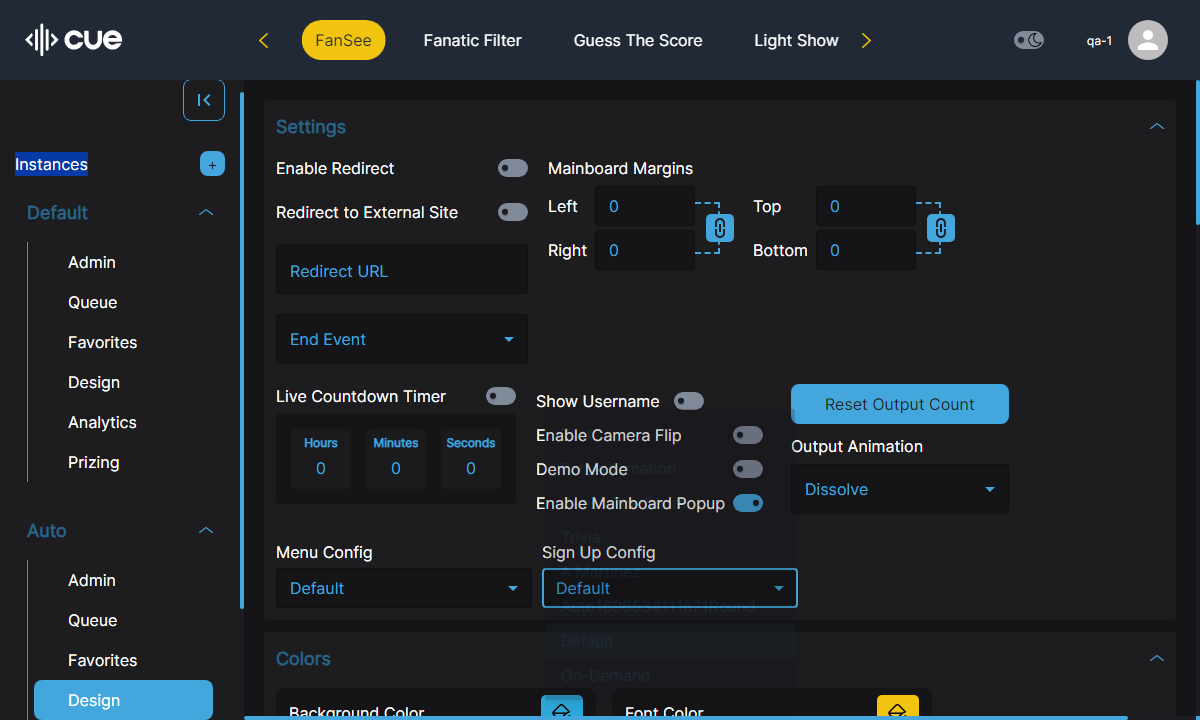 cue
FanSee
Fanatic Filter
Guess The Score
Light Show
qa-1
Instances
+
Default
Admin
Queue
Favorites
Design
Analytics
Prizing
Auto
Admin
Queue
Favorites
Design
Settings
Enable Redirect
Redirect to External Site
Redirect URL
End Event
Mainboard Margins
Left 0
Right 0
Top 0
Bottom 0
Live Countdown Timer
Hours Minutes Seconds
0 0 0
Show Username
Enable Camera Flip
Demo Mode
Enable Mainboard Popup
Reset Output Count
Output Animation
Dissolve
Menu Config
Default
Sign Up Config
Default
Trivia
Default
On-Demand
Colors
Background Color
Font Color